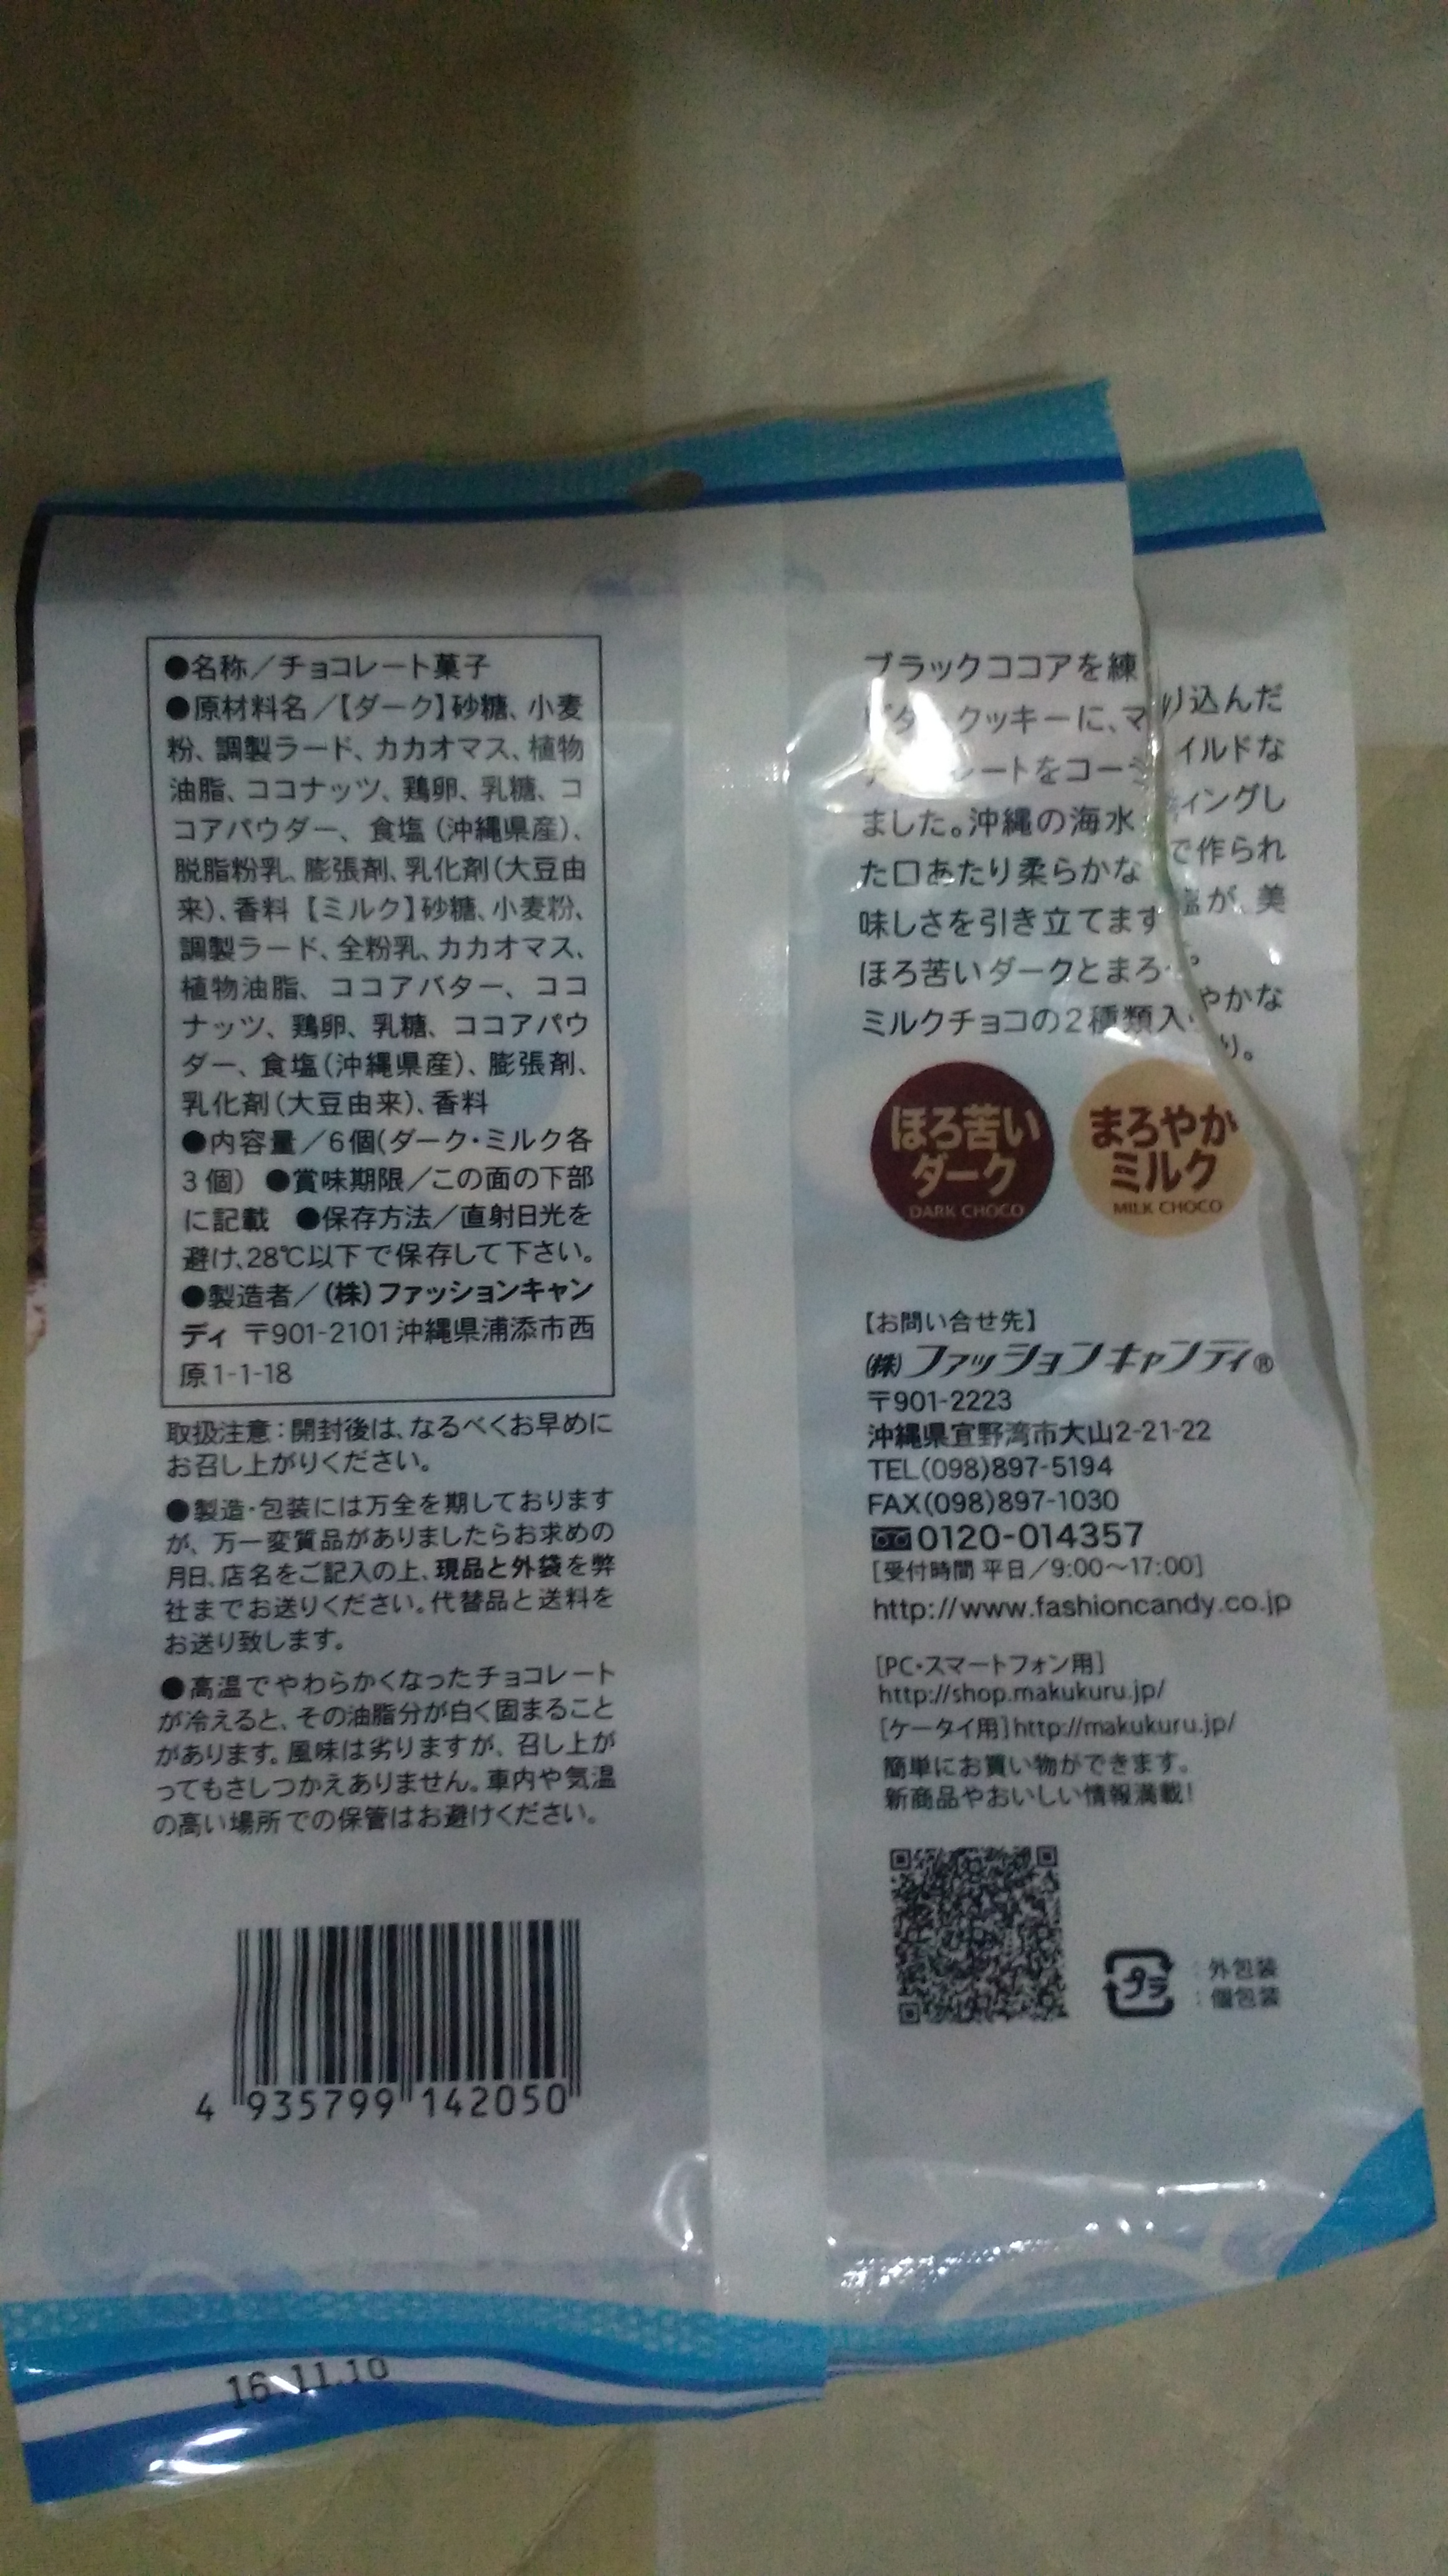 ●名称／チョコレート菓子
●原材料名／【ダーク】砂糖、小麦
粉、調製ラード、カカオマス、植物
油脂、ココナッツ、鶏卵、乳糖、コ
コアパウダー、食塩（沖縄県産）、
脱脂粉乳、膨張剤、乳化剤（大豆由
来）、香料【ミルク】砂糖、小麦粉、
調製ラード、全粉乳、カカオマス、
植物油脂、ココアバター、ココ
ナッツ、鶏卵、乳糖、ココアパウ
ダー、食塩（沖縄県産）、膨張剤、
乳化剤（大豆由来）、香料
●内容量／6個（ダーク・ミルク各
3個） ●賞味期限／この面の下部
に記載 ●保存方法／直射日光を
避け、28℃以下で保存して下さい。
●製造者／（株）ファッションキャン
ディ 〒901-2101 沖縄県浦添市西
原1-1-18
取扱注意：開封後は、なるべくお早めに
お召し上がりください。
●製造・包装には万全を期しております
が、万一変質品がありましたらお求めの
月日、店名をご記入の上、現品と外袋を弊
社までお送りください。代替品と送料を
お送り致します。
●高温でやわらかくなったチョコレート
が冷えると、その油脂分が白く固まること
があります。風味は劣りますが、召し上が
ってもさしつかえありません。車内や気温
の高い場所での保管はお避けください。
4 935799 142050
16.11.10
ブラックココアを練り込んだ
クッキーに、マイルドな
レートをコーティングし
ました。沖縄の海水で作られ
た口あたり柔らかな塩が、美
味しさを引き立てます。
ほろ苦いダークとまろやかな
ミルクチョコの2種類入り。
ほろ苦い
ダーク
DARK CHOCO
まろやか
ミルク
MILK CHOCO
【お問い合せ先】
（株）ファッションキャンディ®
〒901-2223
沖縄県宜野湾市大山2-21-22
TEL(098)897-5194
FAX(098)897-1030
0120-014357
［受付時間 平日／9:00～17:00］
http://www.fashioncandy.co.jp
［PC・スマートフォン用］
http://shop.makukuru.jp/
［ケータイ用］http://makukuru.jp/
簡単にお買い物ができます。
新商品やおいしい情報満載！
プラ
：外包装
：個包装